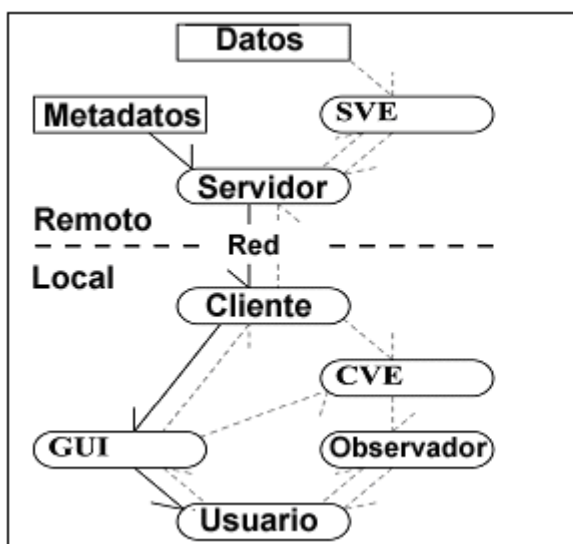 Datos
Metadatos
SVE
Servidor
Remoto
Red
Local
Cliente
CVE
GUI
Observador
Usuario